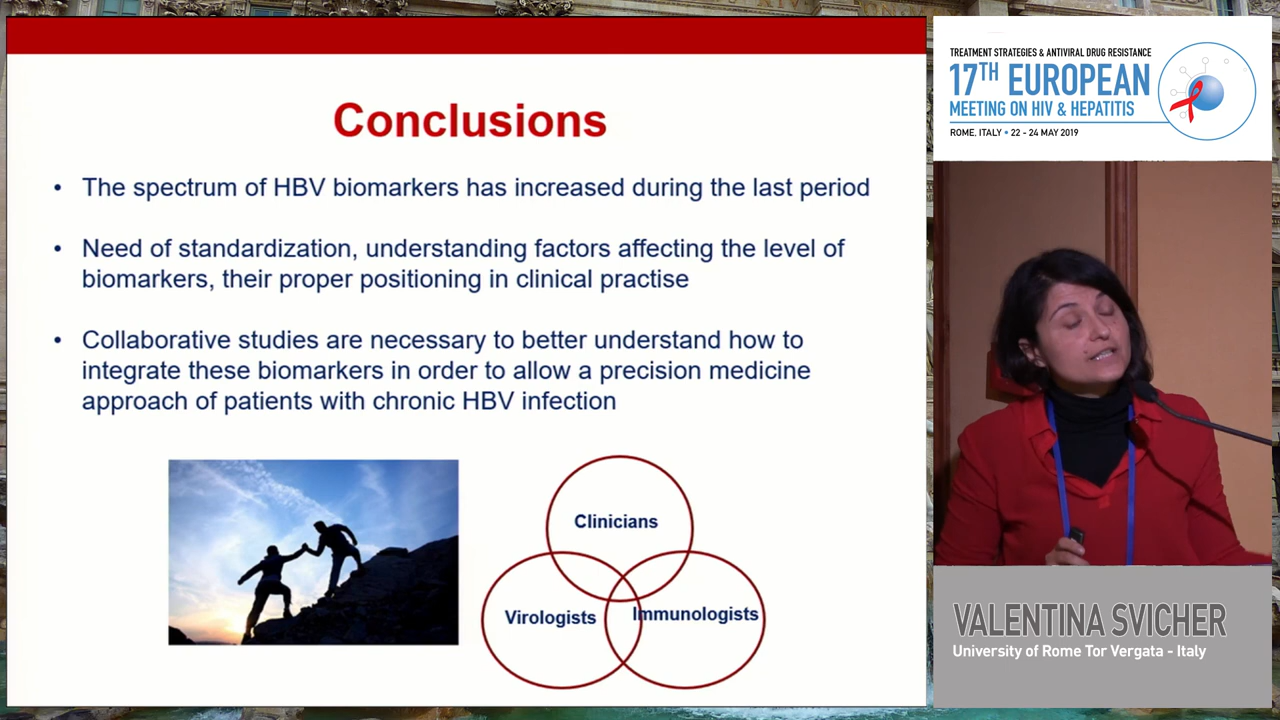 Conclusions
• The spectrum of HBV biomarkers has increased during the last period
• Need of standardization, understanding factors affecting the level of
biomarkers, their proper positioning in clinical practise
• Collaborative studies are necessary to better understand how to
integrate these biomarkers in order to allow a precision medicine
approach of patients with chronic HBV infection
Clinicians
Virologists
Immunologists
TREATMENT STRATEGIES & ANTIVIRAL DRUG RESISTANCE
17TH EUROPEAN
MEETING ON HIV & HEPATITIS
ROME, ITALY • 22 - 24 MAY 2019
VALENTINA SVICHER
University of Rome Tor Vergata - Italy